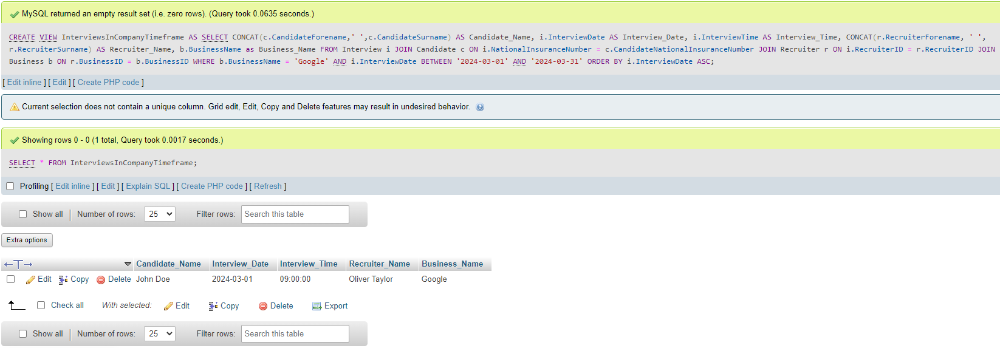 MySQL returned an empty result set (i.e. zero rows). (Query took 0.0635 seconds.)
CREATE VIEW InterviewsInCompanyTimeframe AS SELECT CONCAT(c.CandidateForename,' ',c.CandidateSurname) AS Candidate_Name, i.InterviewDate AS Interview_Date, i.InterviewTime AS Interview_Time, CONCAT(r.RecruiterForename, ' ',
r.RecruiterSurname) AS Recruiter_Name, b.BusinessName as Business_Name FROM Interview i JOIN Candidate c ON i.NationalInsuranceNumber = c.CandidateNationalInsuranceNumber JOIN Recruiter r ON i.RecruiterID = r.RecruiterID JOIN
Business b ON r.BusinessID = b.BusinessID WHERE b.BusinessName = 'Google' AND i.InterviewDate BETWEEN '2024-03-01' AND '2024-03-31' ORDER BY i.InterviewDate ASC;
[ Edit inline ] [ Edit ] [ Create PHP code ]
Current selection does not contain a unique column. Grid edit, Edit, Copy and Delete features may result in undesired behavior.
Showing rows 0 - 0 (1 total, Query took 0.0017 seconds.)
SELECT * FROM InterviewsInCompanyTimeframe;
Profiling [ Edit inline ] [ Edit ] [ Explain SQL ] [ Create PHP code ] [ Refresh ]
Show all Number of rows: 25 Filter rows: Search this table
Extra options
Candidate_Name Interview_Date Interview_Time Recruiter_Name Business_Name
Edit Copy Delete John Doe 2024-03-01 09:00:00 Oliver Taylor Google
Check all With selected: Edit Copy Delete Export
Show all Number of rows: 25 Filter rows: Search this table